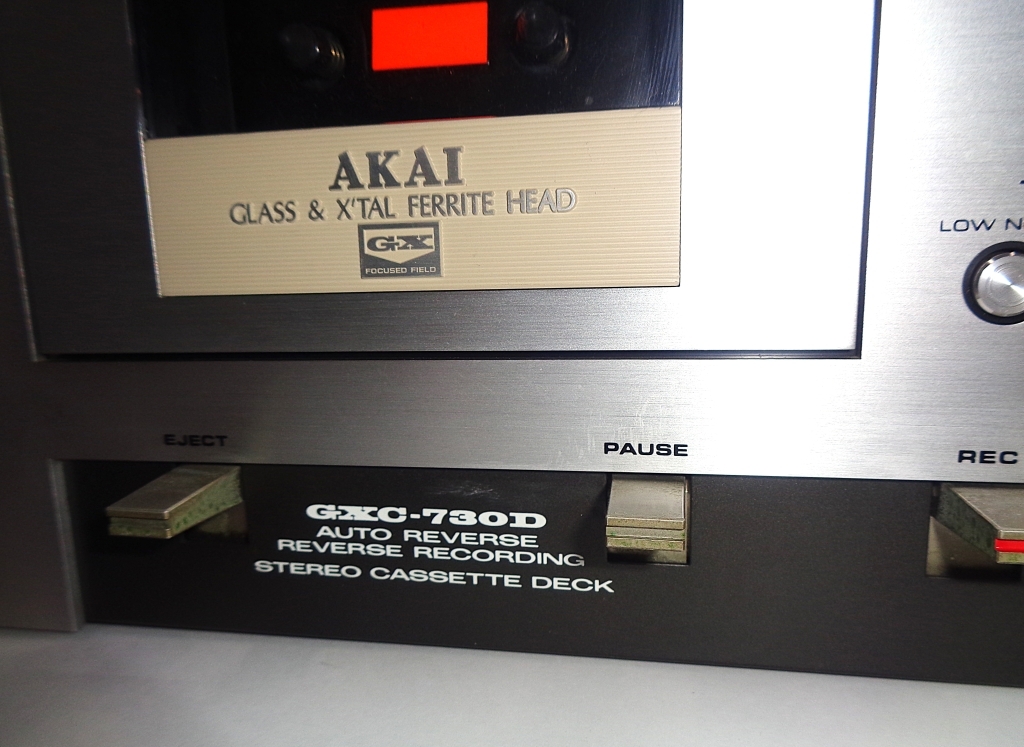 AKAI
GLASS & X'TAL FERRITE HEAD
GX
FOCUSED FIELD
LOW N
EJECT
PAUSE
REC
GXC-730D
AUTO REVERSE
REVERSE RECORDING
STEREO CASSETTE DECK